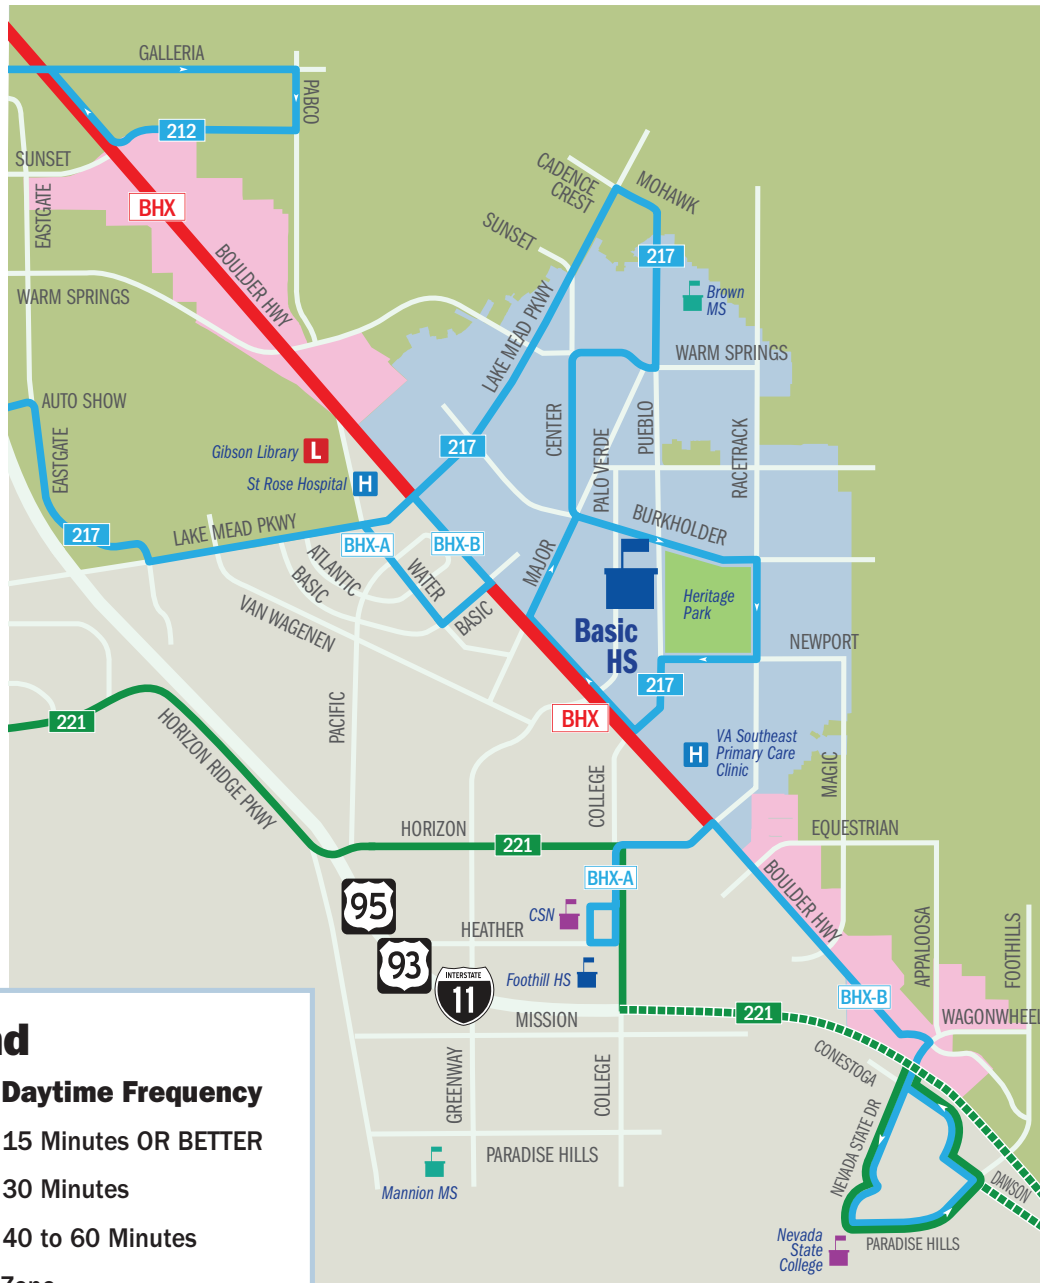 GALLERIA
PABCO
212
SUNSET
EASTGATE
BHX
BOULDER HWY
WARM SPRINGS
CADENCE
CREST
MOHAWK
SUNSET
217
Brown
MS
LAKE MEAD PKWY
WARM SPRINGS
AUTO SHOW
EASTGATE
Gibson Library
L
St Rose Hospital
H
217
CENTER
PALO VERDE
PUEBLO
RACETRACK
217
LAKE MEAD PKWY
BHX-A
BHX-B
BURKHOLDER
ATLANTIC
BASIC
WATER
BASIC
MAJOR
VAN WAGENEN
Heritage
Park
Basic
HS
NEWPORT
217
221
HORIZON RIDGE PKWY
PACIFIC
BHX
H
VA Southeast
Primary Care
Clinic
MAGIC
COLLEGE
HORIZON
221
EQUESTRIAN
BHX-A
BOULDER HWY
95
CSN
HEATHER
93
Foothill HS
INTERSTATE
11
APPALOOSA
FOOTHILLS
BHX-B
221
WAGONWHEEL
MISSION
CONESTOGA
GREENWAY
COLLEGE
NEVADA STATE DR
PARADISE HILLS
Mannion MS
DAWSON
Nevada
State
College
PARADISE HILLS
nd
Daytime Frequency
15 Minutes OR BETTER
30 Minutes
40 to 60 Minutes
Zone